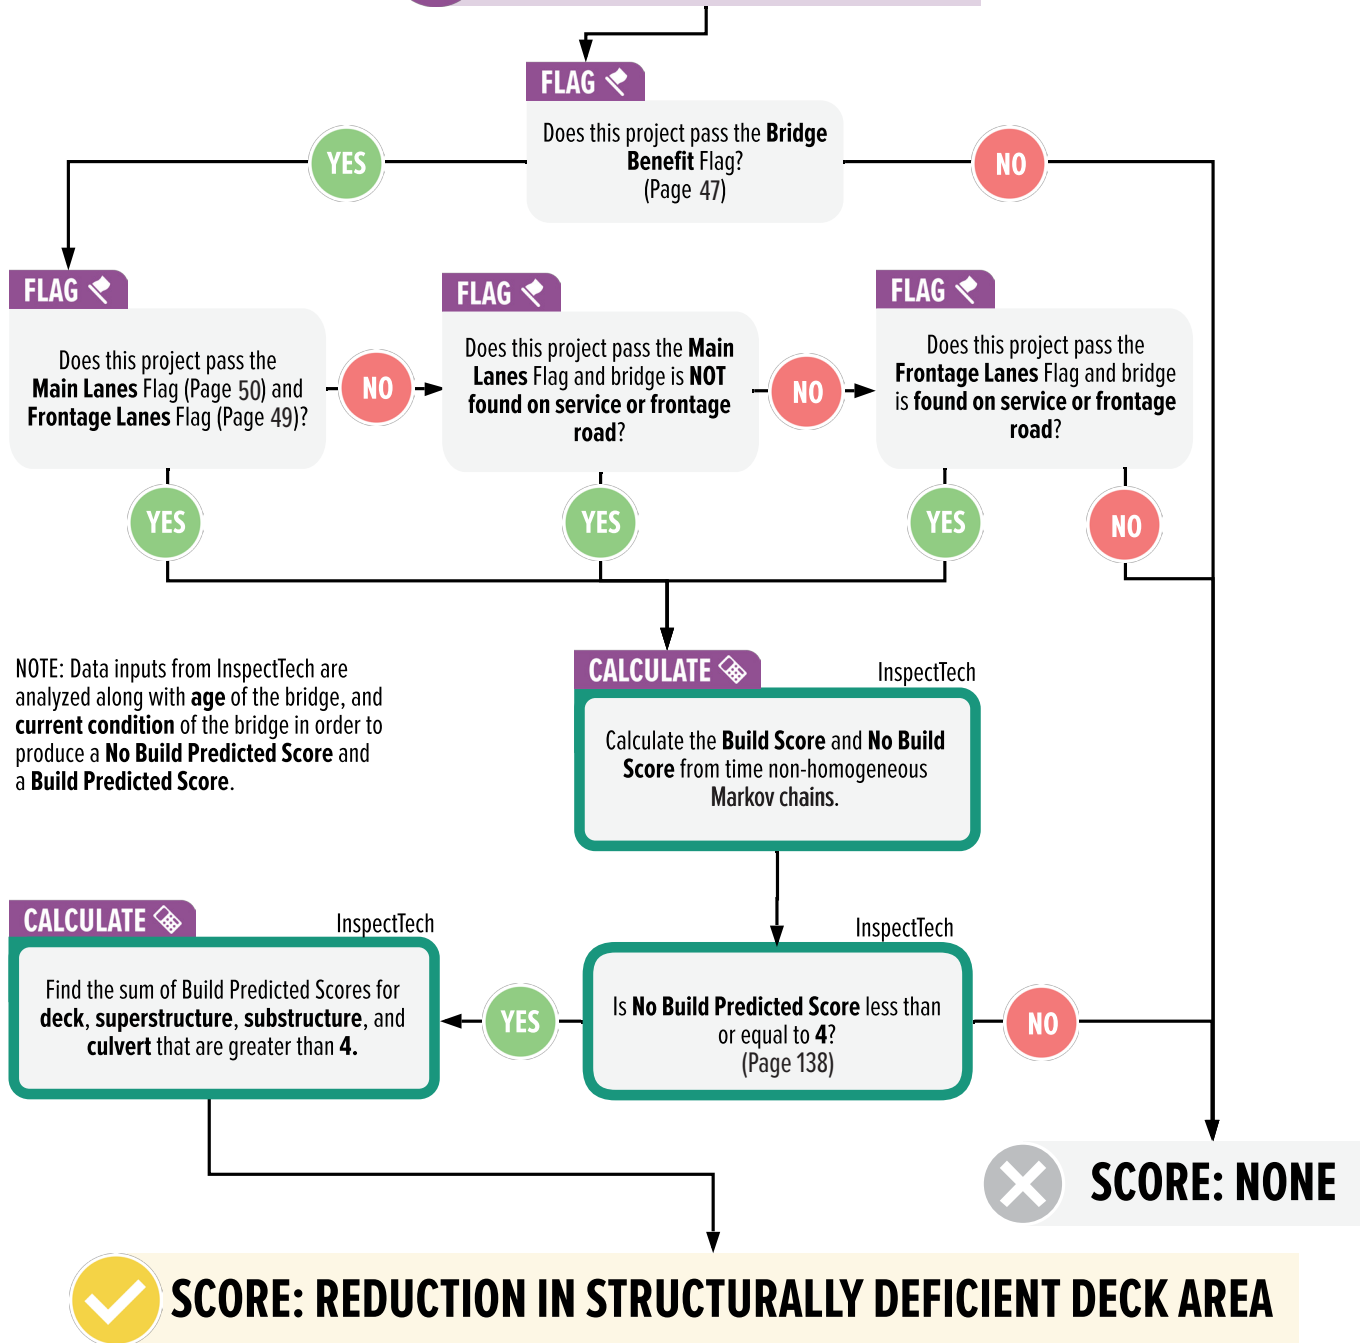 FLAG
Does this project pass the Bridge
Benefit Flag?
(Page 47)
YES
NO
FLAG
Does this project pass the
Main Lanes Flag (Page 50) and
Frontage Lanes Flag (Page 49)?
NO
FLAG
Does this project pass the Main
Lanes Flag and bridge is NOT
found on service or frontage
road?
NO
FLAG
Does this project pass the
Frontage Lanes Flag and bridge
is found on service or frontage
road?
YES
YES
YES
NO
NOTE: Data inputs from InspectTech are
analyzed along with age of the bridge, and
current condition of the bridge in order to
produce a No Build Predicted Score and
a Build Predicted Score.
CALCULATE
InspectTech
Calculate the Build Score and No Build
Score from time non-homogeneous
Markov chains.
CALCULATE
InspectTech
Find the sum of Build Predicted Scores for
deck, superstructure, substructure, and
culvert that are greater than 4.
YES
InspectTech
Is No Build Predicted Score less than
or equal to 4?
(Page 138)
NO
SCORE: NONE
SCORE: REDUCTION IN STRUCTURALLY DEFICIENT DECK AREA